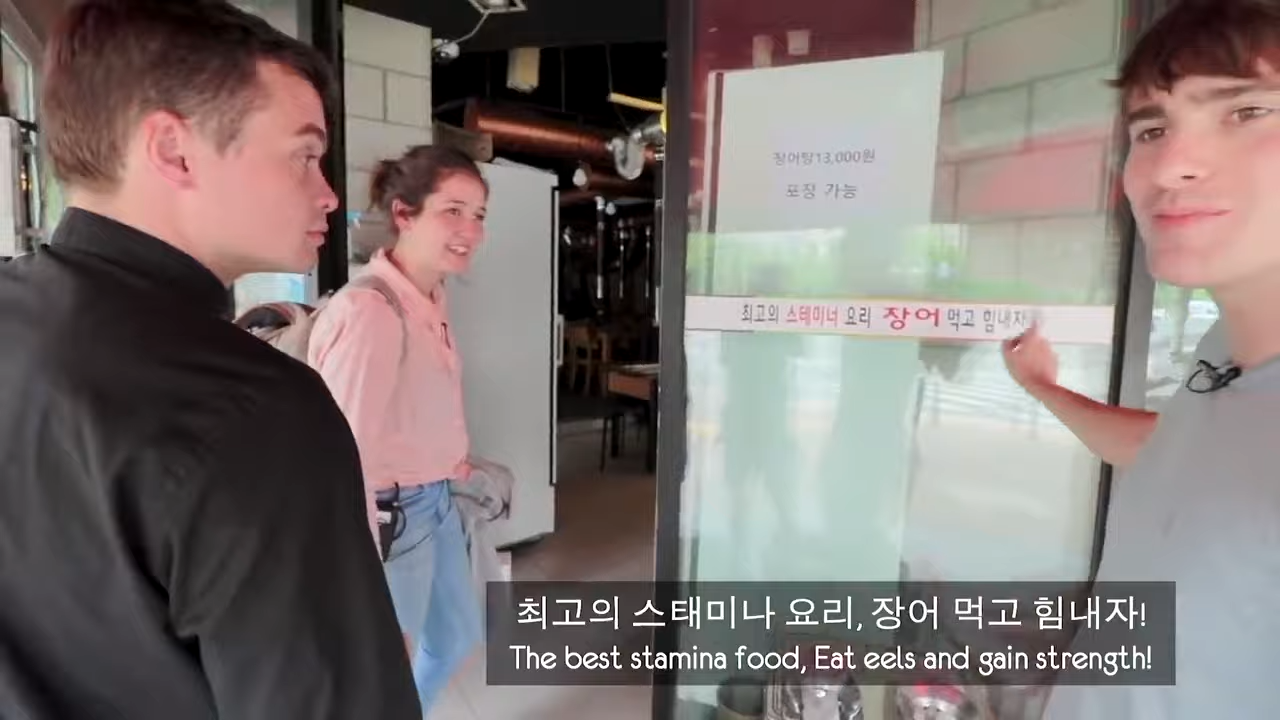 장어탕13,000원
포장 가능
최고의 스테미너 요리 장어 먹고 힘내자
최고의 스태미나 요리, 장어 먹고 힘내자!
The best stamina food, Eat eels and gain strength!